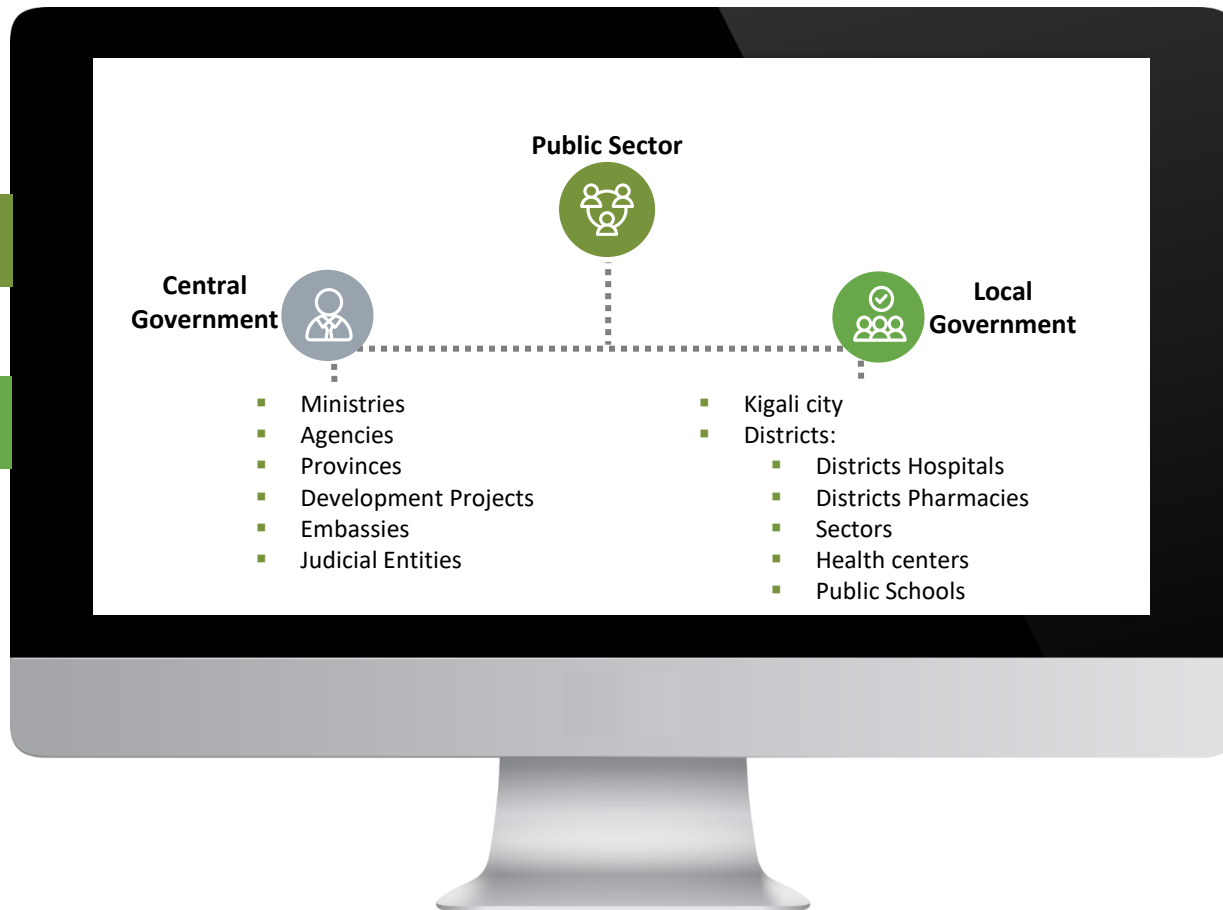 Public Sector
Central
Government
Local
Government
Ministries
Agencies
Provinces
Development Projects
Embassies
Judicial Entities
Kigali city
Districts:
Districts Hospitals
Districts Pharmacies
Sectors
Health centers
Public Schools